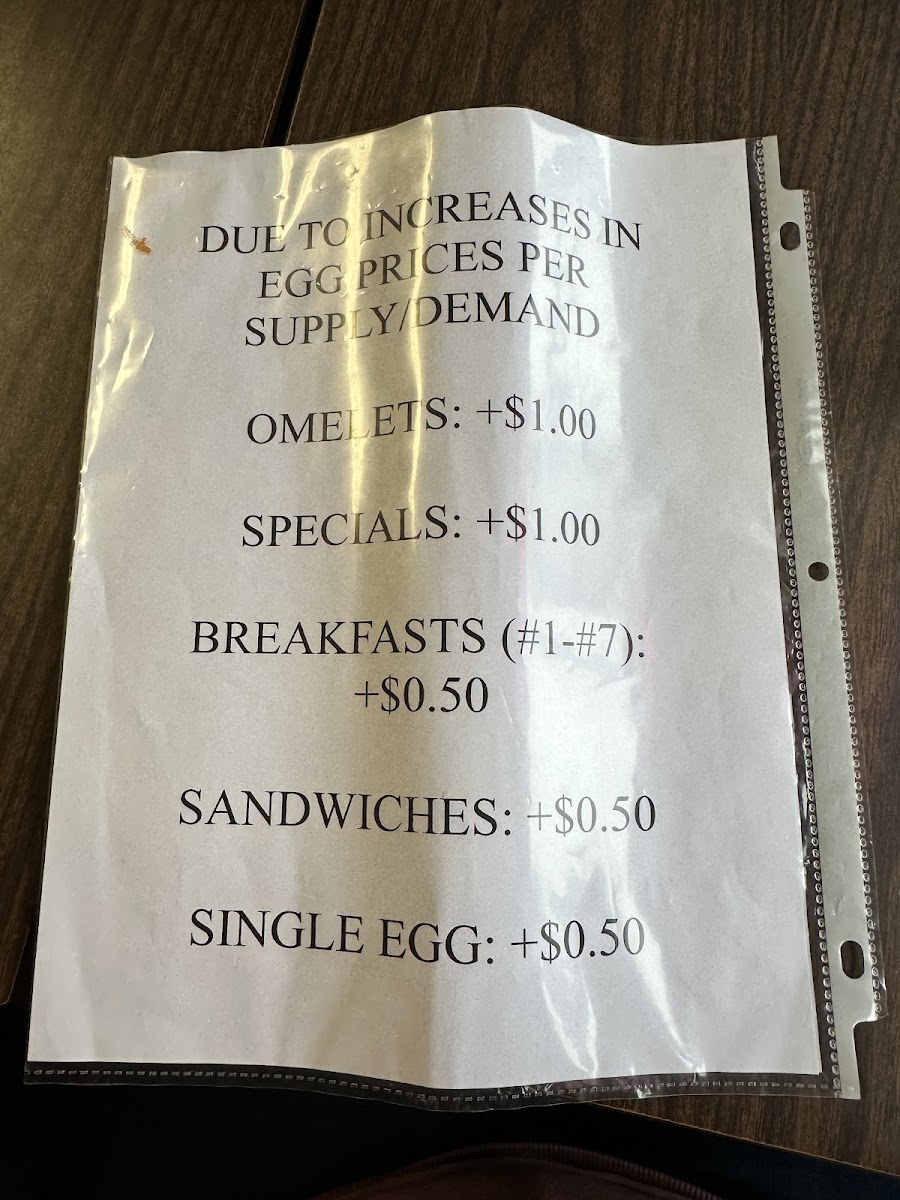 DUE TO INCREASES IN
EGG PRICES PER
SUPPLY/DEMAND
OMELETS: +$1.00
SPECIALS: +$1.00
BREAKFASTS (#1-#7):
+$0.50
SANDWICHES: +$0.50
SINGLE EGG: +$0.50